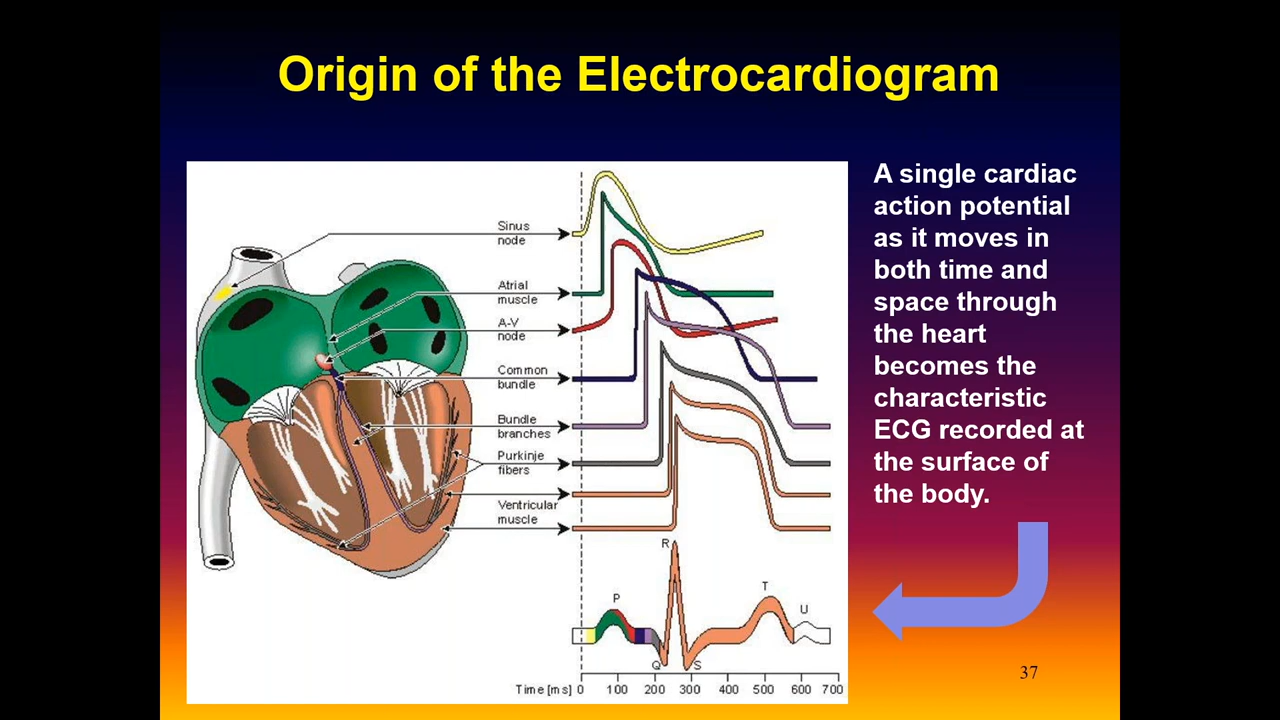 Origin of the Electrocardiogram
A single cardiac
action potential
as it moves in
both time and
space through
the heart
becomes the
characteristic
ECG recorded at
the surface of
the body.
Sinus
node
Atrial
muscle
A-V
node
Common
bundle
Bundle
branches
Purkinje
fibers
Ventricular
muscle
R
P
T
U
Q
S
Time [ms] 0 100 200 300 400 500 600 700
37